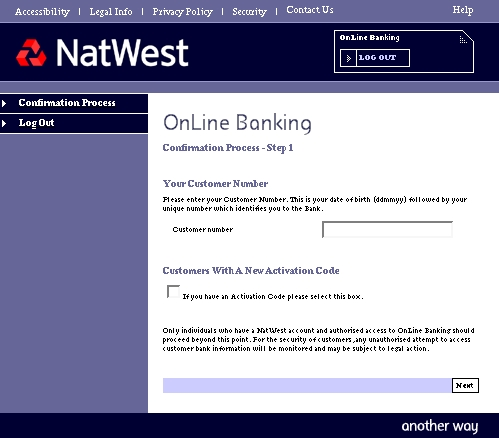 Accessibility | Legal Info | Privacy Policy | Security | Contact Us Help
NatWest
OnLine Banking
LOG OUT
Confirmation Process
Log Out
OnLine Banking
Confirmation Process - Step 1
Your Customer Number
Please enter your Customer Number. This is your date of birth (ddmmyy) followed by your
unique number which identifies you to the Bank.
Customer number
Customers With A New Activation Code
If you have an Activation Code please select this box.
Only individuals who have a NatWest account and authorised access to OnLine Banking should
proceed beyond this point. For the security of customers, any unauthorised attempt to access
customer bank information will be monitored and may be subject to legal action.
Next
another way